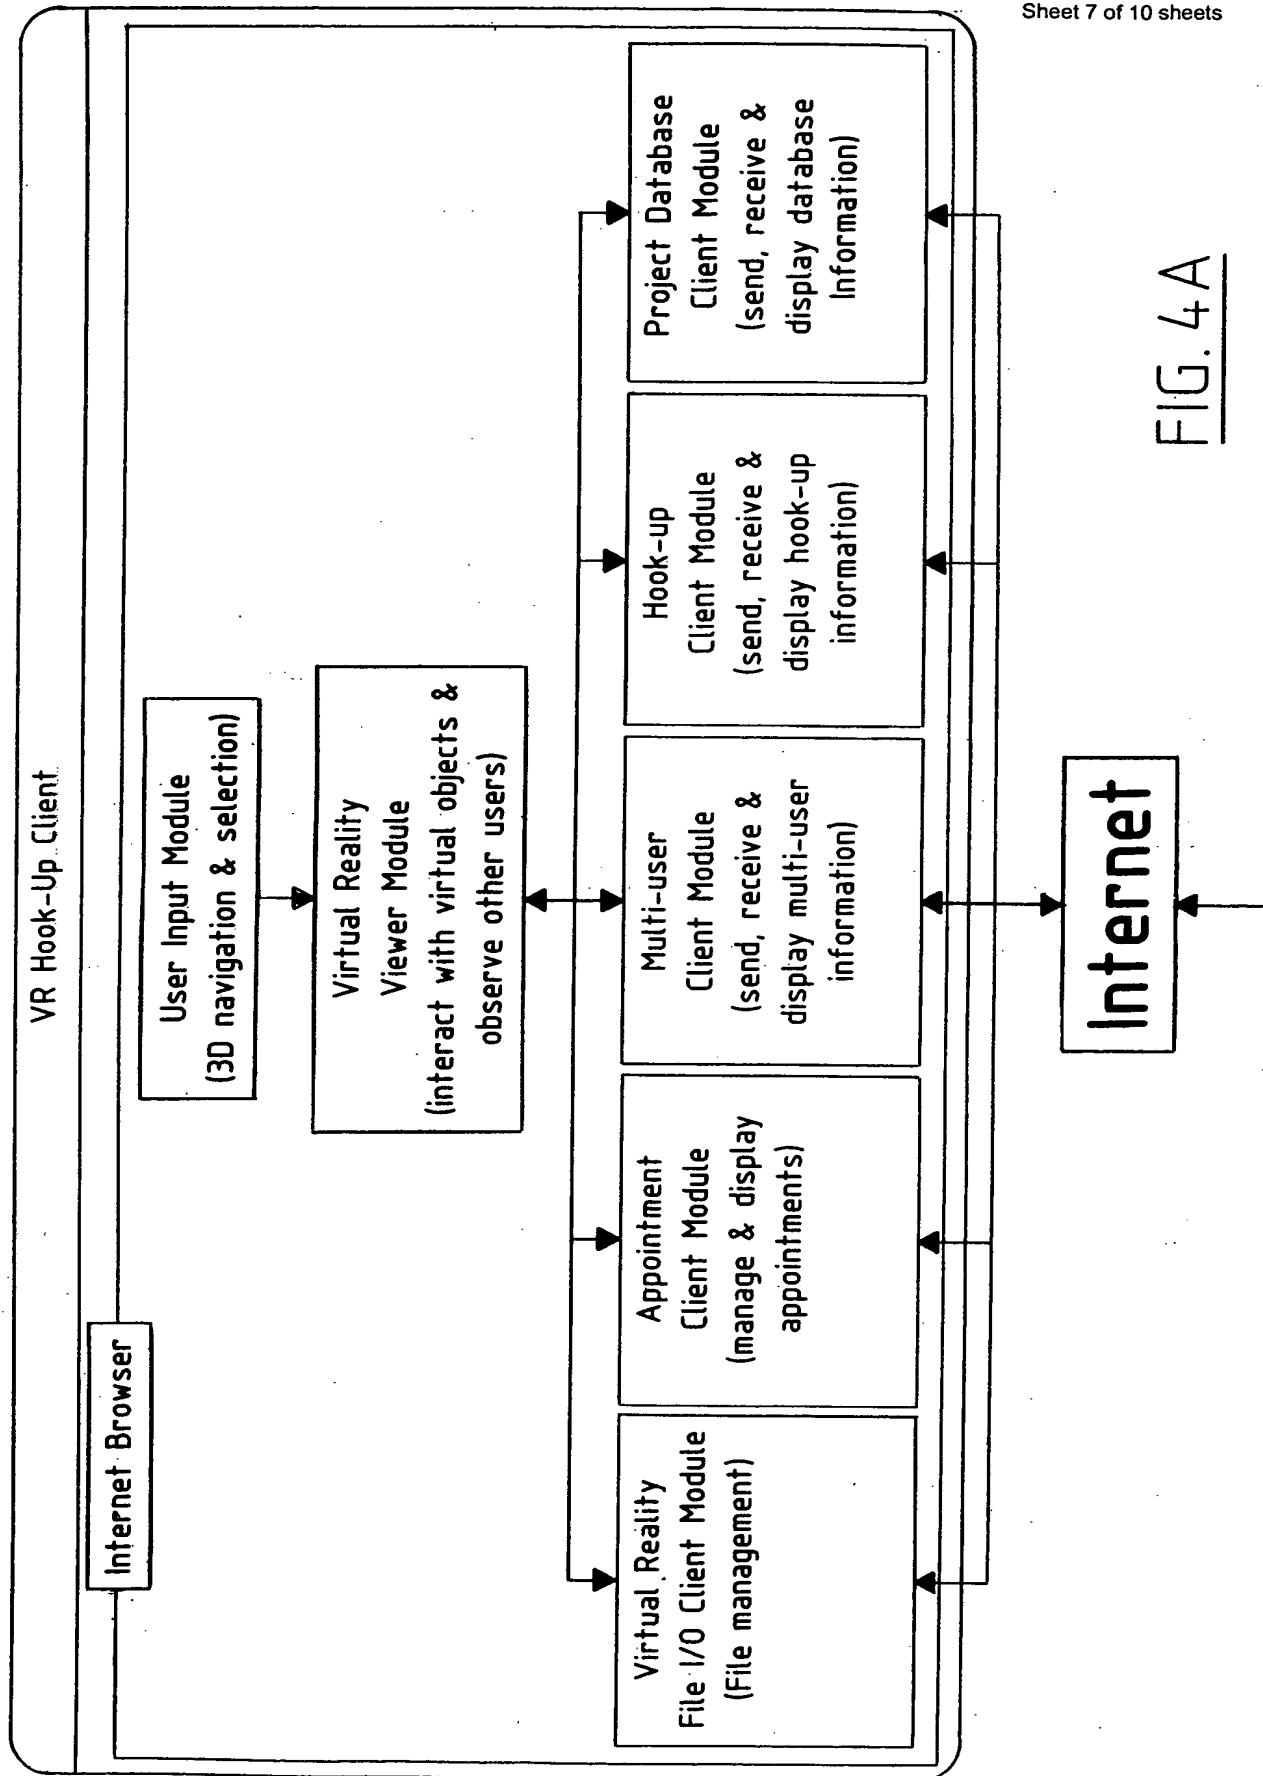 Sheet 7 of 10 sheets
VR Hook-Up Client
Internet Browser
User Input Module
(3D navigation & selection)
Virtual Reality
Viewer Module
(interact with virtual objects &
observe other users)
Virtual Reality
File I/O Client Module
(File management)
Appointment
Client Module
(manage & display
appointments)
Multi-user
Client Module
(send, receive &
display multi-user
information)
Hook-up
Client Module
(send, receive &
display hook-up
information)
Project Database
Client Module
(send, receive &
display database
Information)
Internet
FIG. 4A